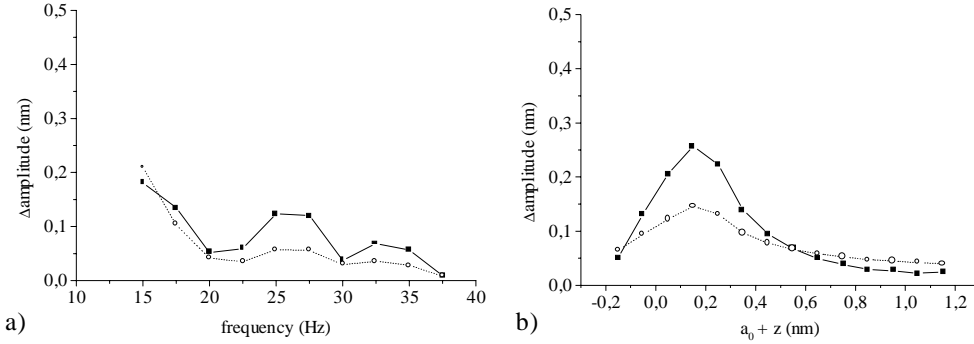 0,5
0,4
0,3
0,2
0,1
0,0
Δamplitude (nm)
10 15 20 25 30 35 40
frequency (Hz)
a)
0,5
0,4
0,3
0,2
0,1
0,0
Δamplitude (nm)
-0,2 0,0 0,2 0,4 0,6 0,8 1,0 1,2
a₀ + z (nm)
b)